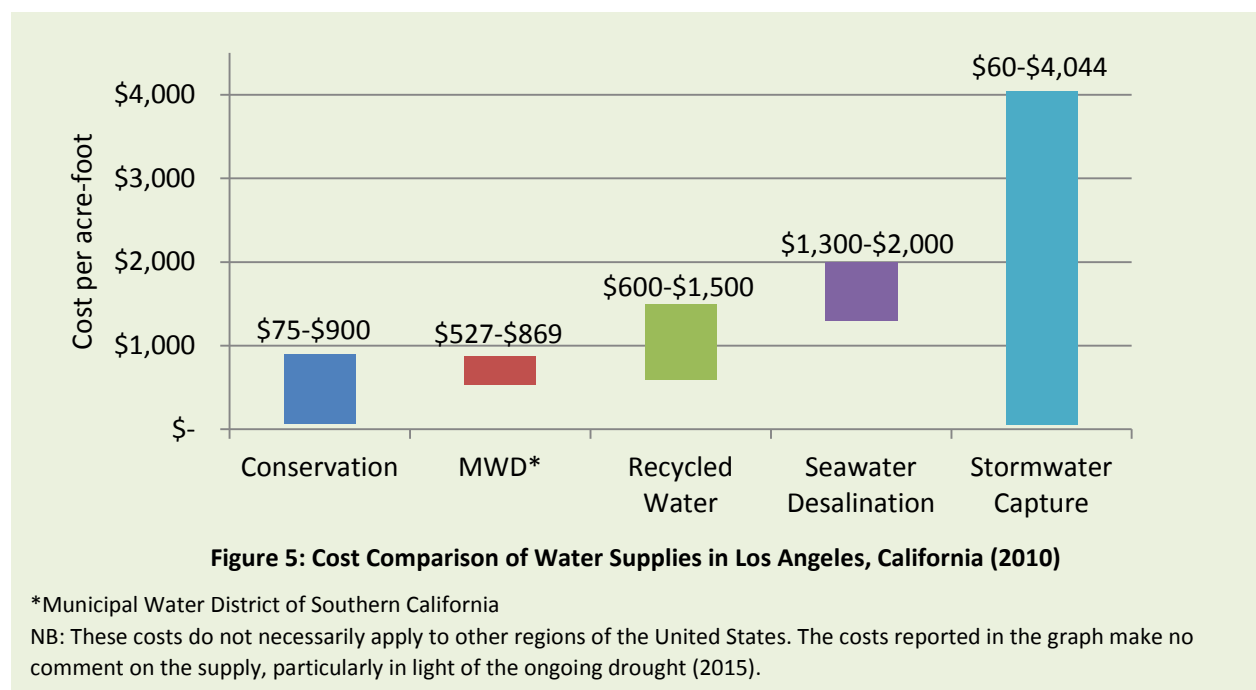 $60-$4,044
$4,000
$3,000
$1,300-$2,000
$2,000
$600-$1,500
$75-$900
$527-$869
$1,000
$-
Cost per acre-foot
Conservation
MWD*
Recycled
Water
Seawater
Desalination
Stormwater
Capture
Figure 5: Cost Comparison of Water Supplies in Los Angeles, California (2010)
*Municipal Water District of Southern California
NB: These costs do not necessarily apply to other regions of the United States. The costs reported in the graph make no
comment on the supply, particularly in light of the ongoing drought (2015).